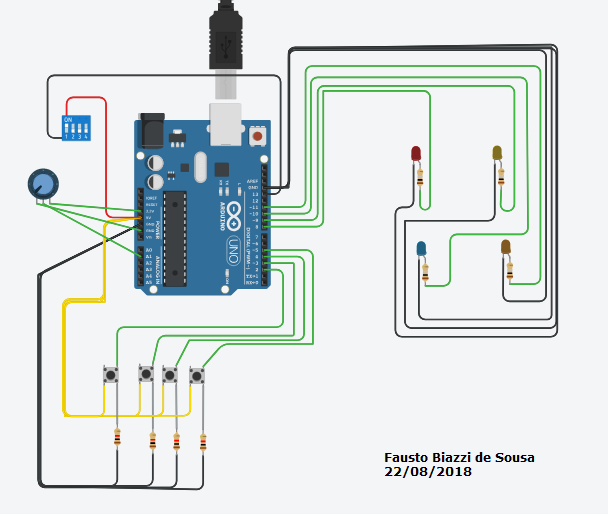 ON
1 2 3 4
AREF
GND
13
12
~11
~10
~9
8
IOREF
RESET
3.3V
5V
GND
GND
Vin
POWER
ARDUINO
UNO
DIGITAL (PWM~)
7
~6
~5
4
~3
2
TX→1
RX←0
A0
A1
A2
A3
A4
A5
ANALOG IN
Fausto Biazzi de Sousa
22/08/2018